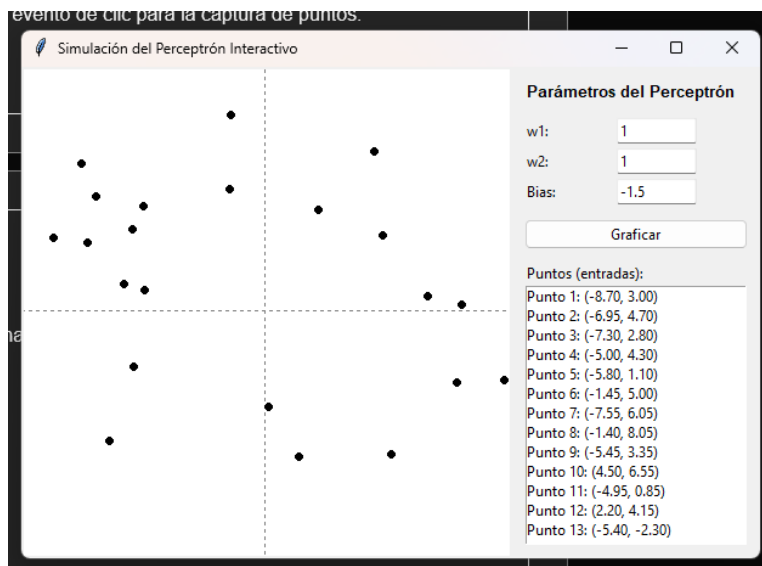 evento de clic para la captura de puntos.
Simulación del Perceptrón Interactivo
Parámetros del Perceptrón
w1: 1
w2: 1
Bias: -1.5
Graficar
Puntos (entradas):
Punto 1: (-8.70, 3.00)
Punto 2: (-6.95, 4.70)
Punto 3: (-7.30, 2.80)
Punto 4: (-5.00, 4.30)
Punto 5: (-5.80, 1.10)
Punto 6: (-1.45, 5.00)
Punto 7: (-7.55, 6.05)
Punto 8: (-1.40, 8.05)
Punto 9: (-5.45, 3.35)
Punto 10: (4.50, 6.55)
Punto 11: (-4.95, 0.85)
Punto 12: (2.20, 4.15)
Punto 13: (-5.40, -2.30)